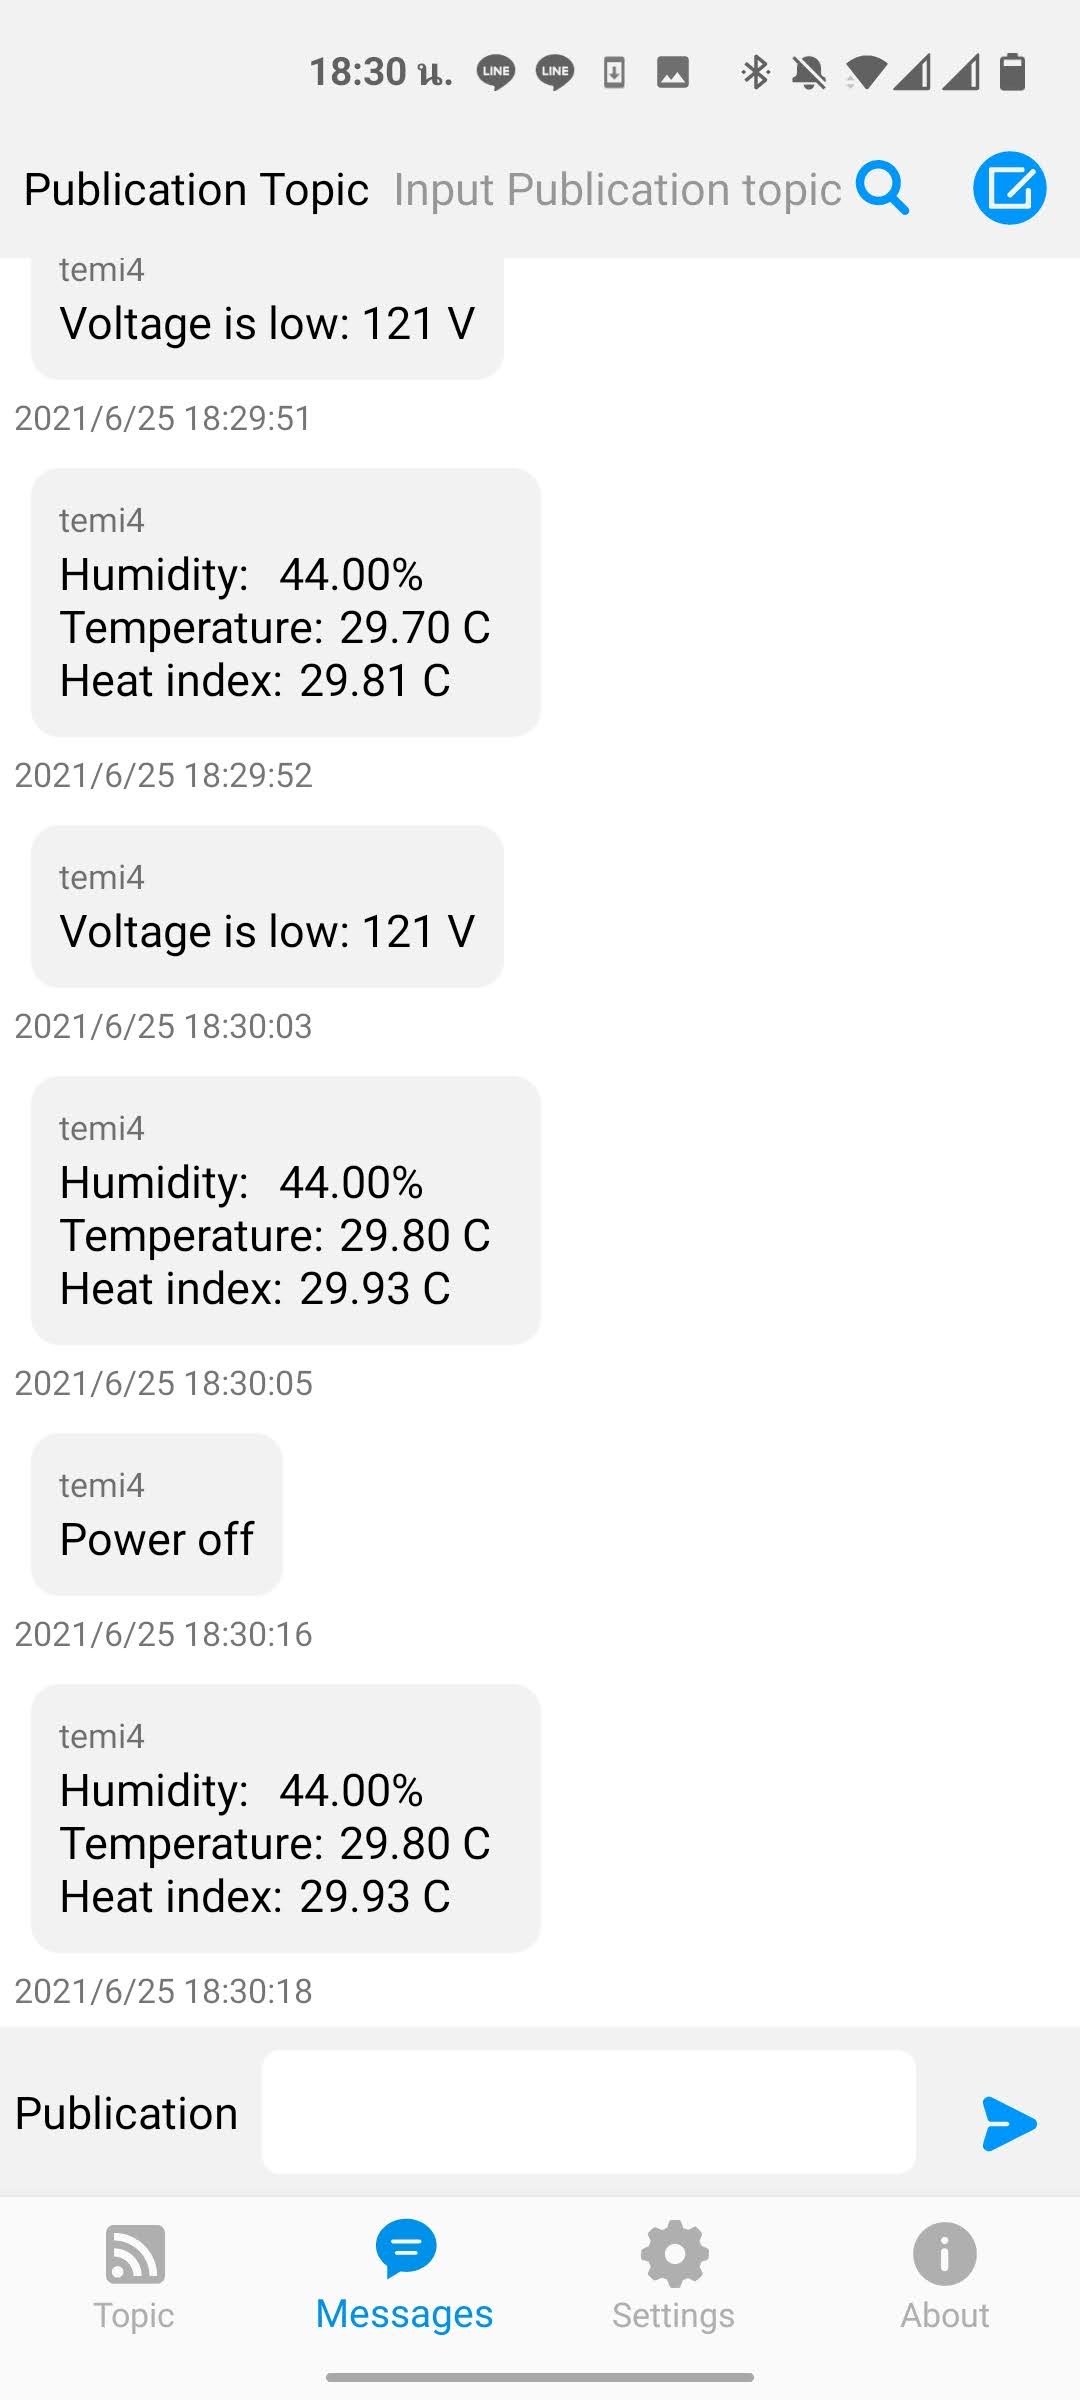 18:30 น. LINE LINE
Publication Topic Input Publication topic
temi4
Voltage is low: 121 V
2021/6/25 18:29:51
temi4
Humidity: 44.00%
Temperature: 29.70 C
Heat index: 29.81 C
2021/6/25 18:29:52
temi4
Voltage is low: 121 V
2021/6/25 18:30:03
temi4
Humidity: 44.00%
Temperature: 29.80 C
Heat index: 29.93 C
2021/6/25 18:30:05
temi4
Power off
2021/6/25 18:30:16
temi4
Humidity: 44.00%
Temperature: 29.80 C
Heat index: 29.93 C
2021/6/25 18:30:18
Publication
Topic Messages Settings About